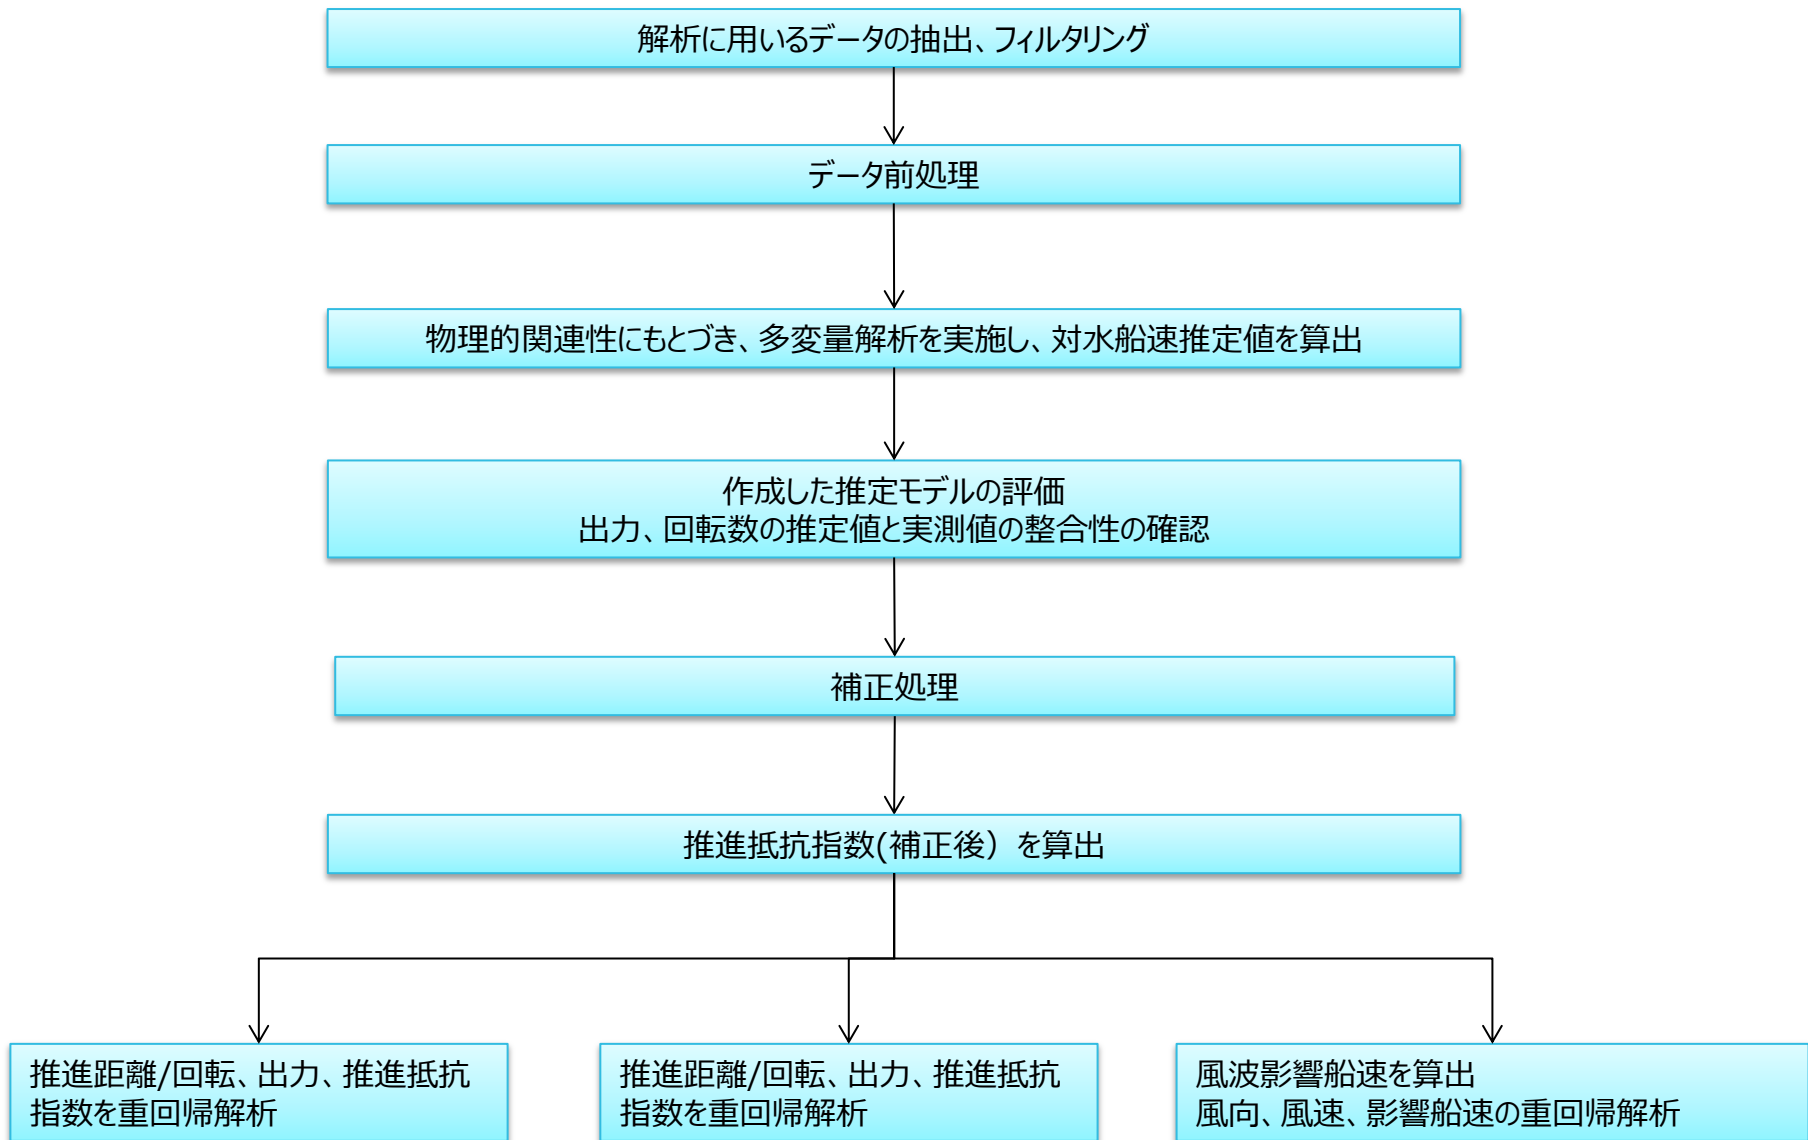 解析に用いるデータの抽出、フィルタリング
データ前処理
物理的関連性にもとづき、多変量解析を実施し、対水船速推定値を算出
作成した推定モデルの評価
出力、回転数の推定値と実測値の整合性の確認
補正処理
推進抵抗指数(補正後）を算出
推進距離/回転、出力、推進抵抗
指数を重回帰解析
推進距離/回転、出力、推進抵抗
指数を重回帰解析
風波影響船速を算出
風向、風速、影響船速の重回帰解析